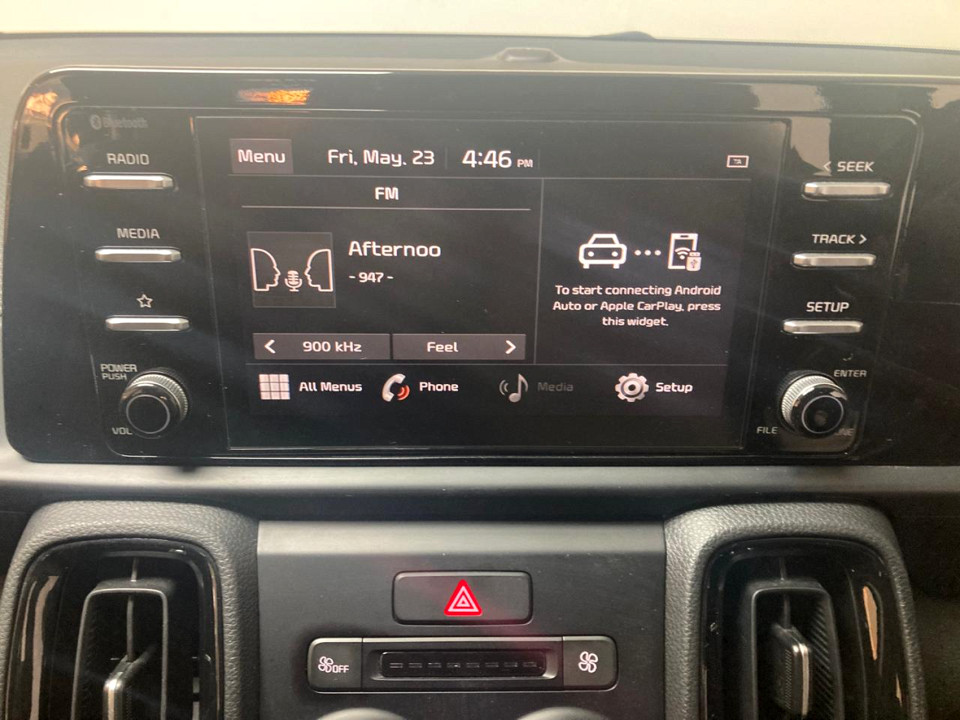 Bluetooth
RADIO
MEDIA
POWER
PUSH
VOL
Menu
Fri, May. 23
4:46 PM
TA
FM
Afternoo
- 947 -
< 900 kHz
Feel >
To start connecting Android
Auto or Apple CarPlay, press
this widget.
All Menus
Phone
Media
Setup
< SEEK
TRACK >
SETUP
ENTER
FILE
OFF